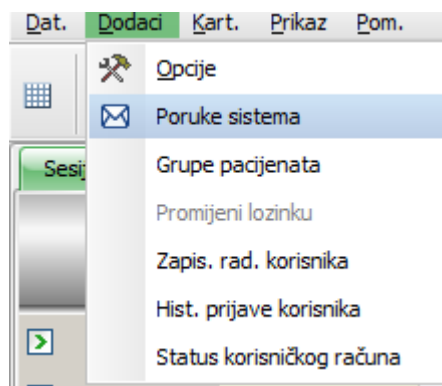 Dat. Dodaci Kart. Prikaz Pom.
Opcije
Poruke sistema
Sesij
Grupe pacijenata
Promijeni lozinku
Zapis. rad. korisnika
Hist. prijave korisnika
Status korisničkog računa